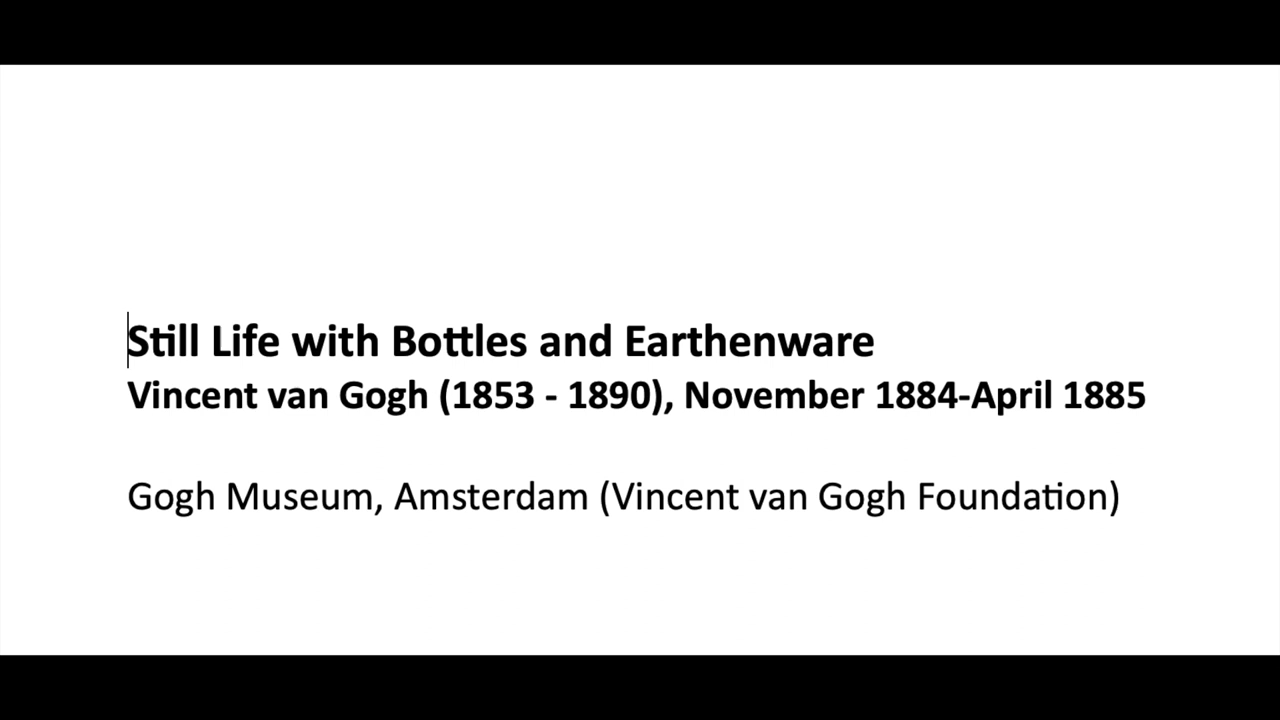 Still Life with Bottles and Earthenware
Vincent van Gogh (1853 - 1890), November 1884-April 1885
Gogh Museum, Amsterdam (Vincent van Gogh Foundation)